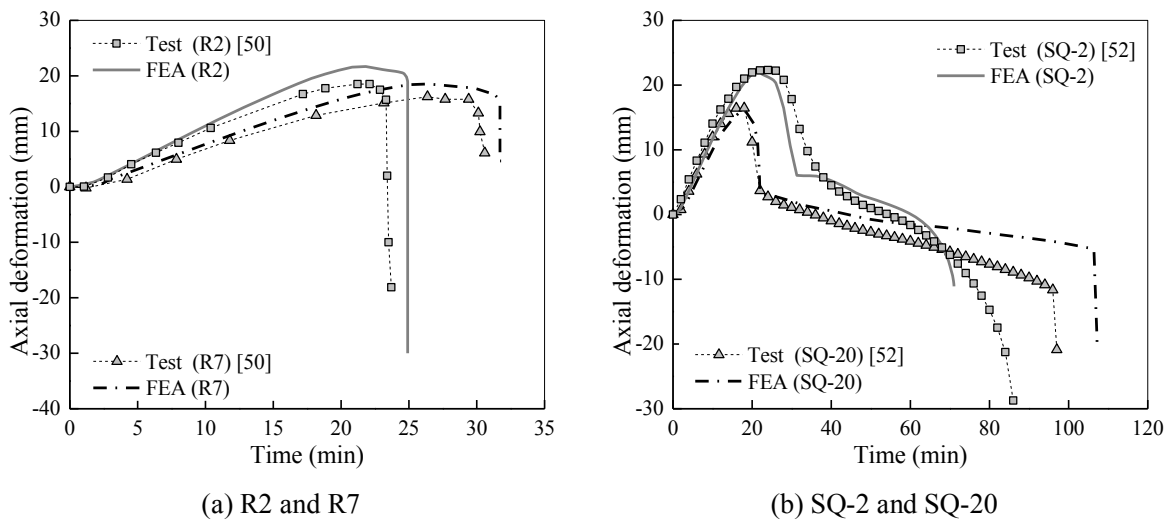 Axial deformation (mm)
30
20
10
0
-10
-20
-30
-40
Test (R2) [50]
FEA (R2)
Test (R7) [50]
FEA (R7)
0 5 10 15 20 25 30 35
Time (min)
(a) R2 and R7
Axial deformation (mm)
30
20
10
0
-10
-20
-30
Test (SQ-2) [52]
FEA (SQ-2)
Test (SQ-20) [52]
FEA (SQ-20)
0 20 40 60 80 100 120
Time (min)
(b) SQ-2 and SQ-20